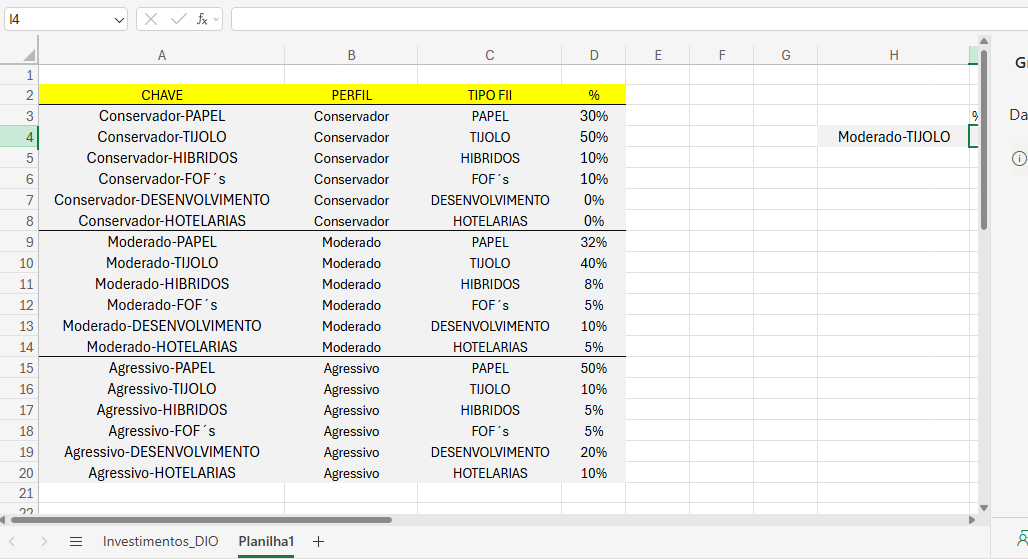 I4 fx
A B C D E F G H
1
2 CHAVE PERFIL TIPO FII %
3 Conservador-PAPEL Conservador PAPEL 30% %
4 Conservador-TIJOLO Conservador TIJOLO 50% Moderado-TIJOLO
5 Conservador-HIBRIDOS Conservador HIBRIDOS 10%
6 Conservador-FOF´s Conservador FOF´s 10%
7 Conservador-DESENVOLVIMENTO Conservador DESENVOLVIMENTO 0%
8 Conservador-HOTELARIAS Conservador HOTELARIAS 0%
9 Moderado-PAPEL Moderado PAPEL 32%
10 Moderado-TIJOLO Moderado TIJOLO 40%
11 Moderado-HIBRIDOS Moderado HIBRIDOS 8%
12 Moderado-FOF´s Moderado FOF´s 5%
13 Moderado-DESENVOLVIMENTO Moderado DESENVOLVIMENTO 10%
14 Moderado-HOTELARIAS Moderado HOTELARIAS 5%
15 Agressivo-PAPEL Agressivo PAPEL 50%
16 Agressivo-TIJOLO Agressivo TIJOLO 10%
17 Agressivo-HIBRIDOS Agressivo HIBRIDOS 5%
18 Agressivo-FOF´s Agressivo FOF´s 5%
19 Agressivo-DESENVOLVIMENTO Agressivo DESENVOLVIMENTO 20%
20 Agressivo-HOTELARIAS Agressivo HOTELARIAS 10%
21
22
Investimentos_DIO Planilha1